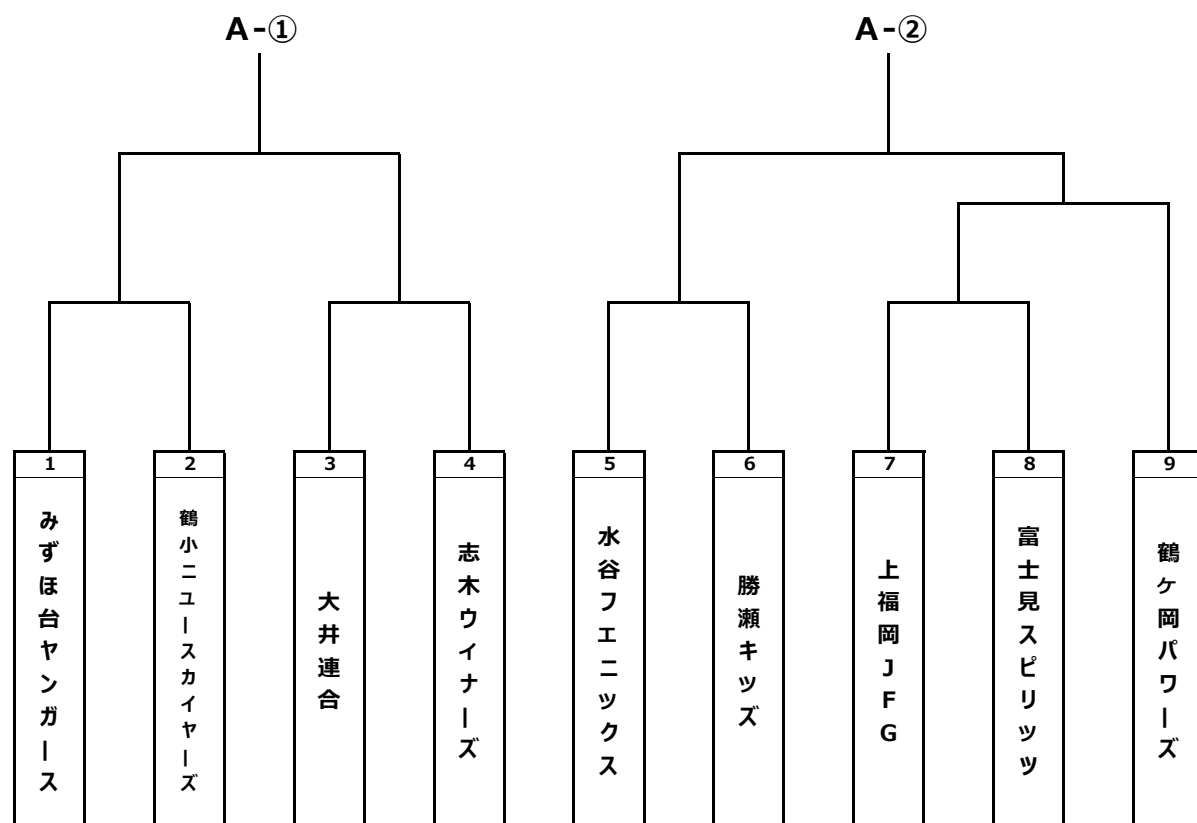 A-①
A-②
1
2
3
4
5
6
7
8
9
みずほ台ヤンガース
鶴小ニュースカイヤーズ
大井連合
志木ウィナーズ
水谷フエニックス
勝瀬キッズ
上福岡JFG
富士見スピリッツ
鶴ヶ岡パワーズ